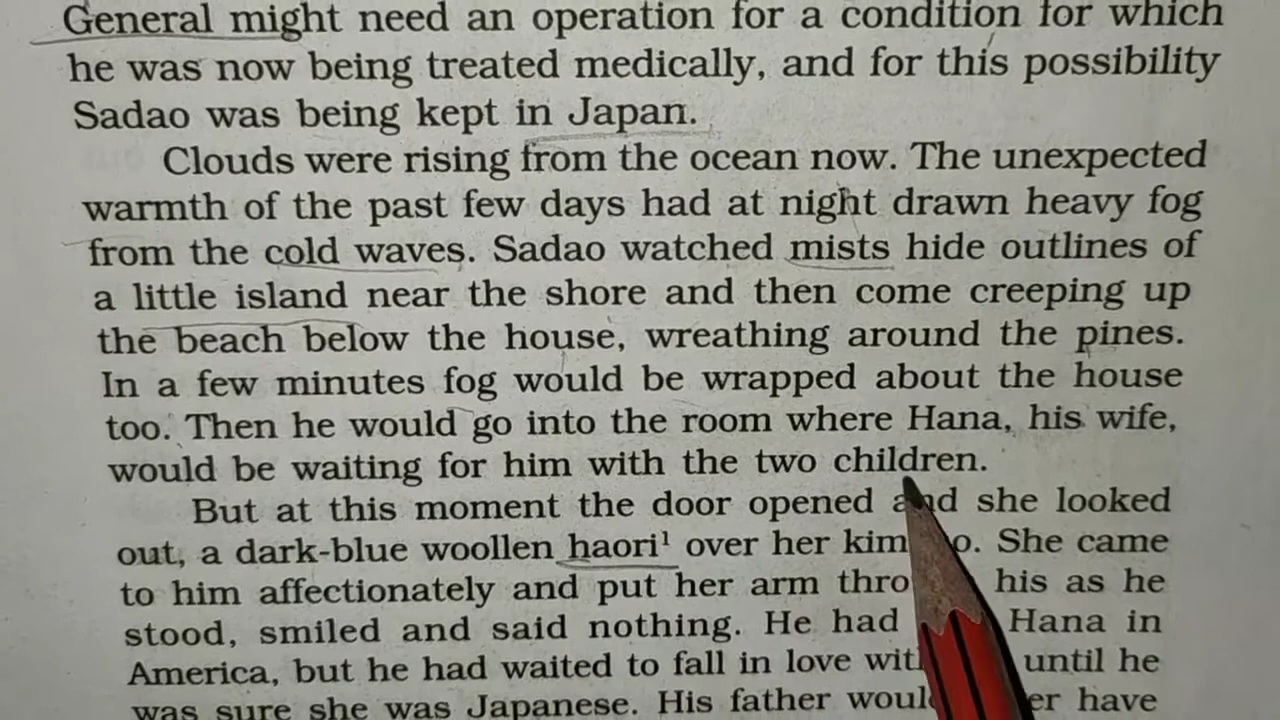 General might need an operation for a condition for which
he was now being treated medically, and for this possibility
Sadao was being kept in Japan.
Clouds were rising from the ocean now. The unexpected
warmth of the past few days had at night drawn heavy fog
from the cold waves. Sadao watched mists hide outlines of
a little island near the shore and then come creeping up
the beach below the house, wreathing around the pines.
In a few minutes fog would be wrapped about the house
too. Then he would go into the room where Hana, his wife,
would be waiting for him with the two children.
But at this moment the door opened and she looked
out, a dark-blue woollen haori¹ over her. She came
to him affectionately and put her arm his as he
stood, smiled and said nothing. He had Hana in
America, but he had waited to fall in love until he
was sure she was Japanese. His father have